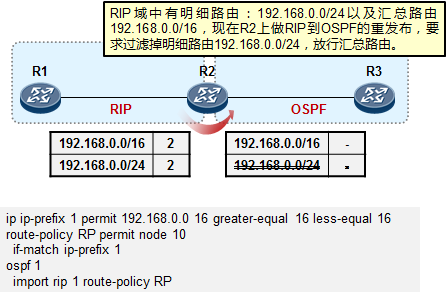 RIP域中有明细路由：192.168.0.0/24以及汇总路由
192.168.0.0/16，现在R2上做RIP到OSPF的重发布，要
求过滤掉明细路由192.168.0.0/24，放行汇总路由。
R1
R2
R3
RIP
OSPF
192.168.0.0/16 2
192.168.0.0/24 2
192.168.0.0/16 -
192.168.0.0/24 -
ip ip-prefix 1 permit 192.168.0.0 16 greater-equal 16 less-equal 16
route-policy RP permit node 10
if-match ip-prefix 1
ospf 1
import rip 1 route-policy RP